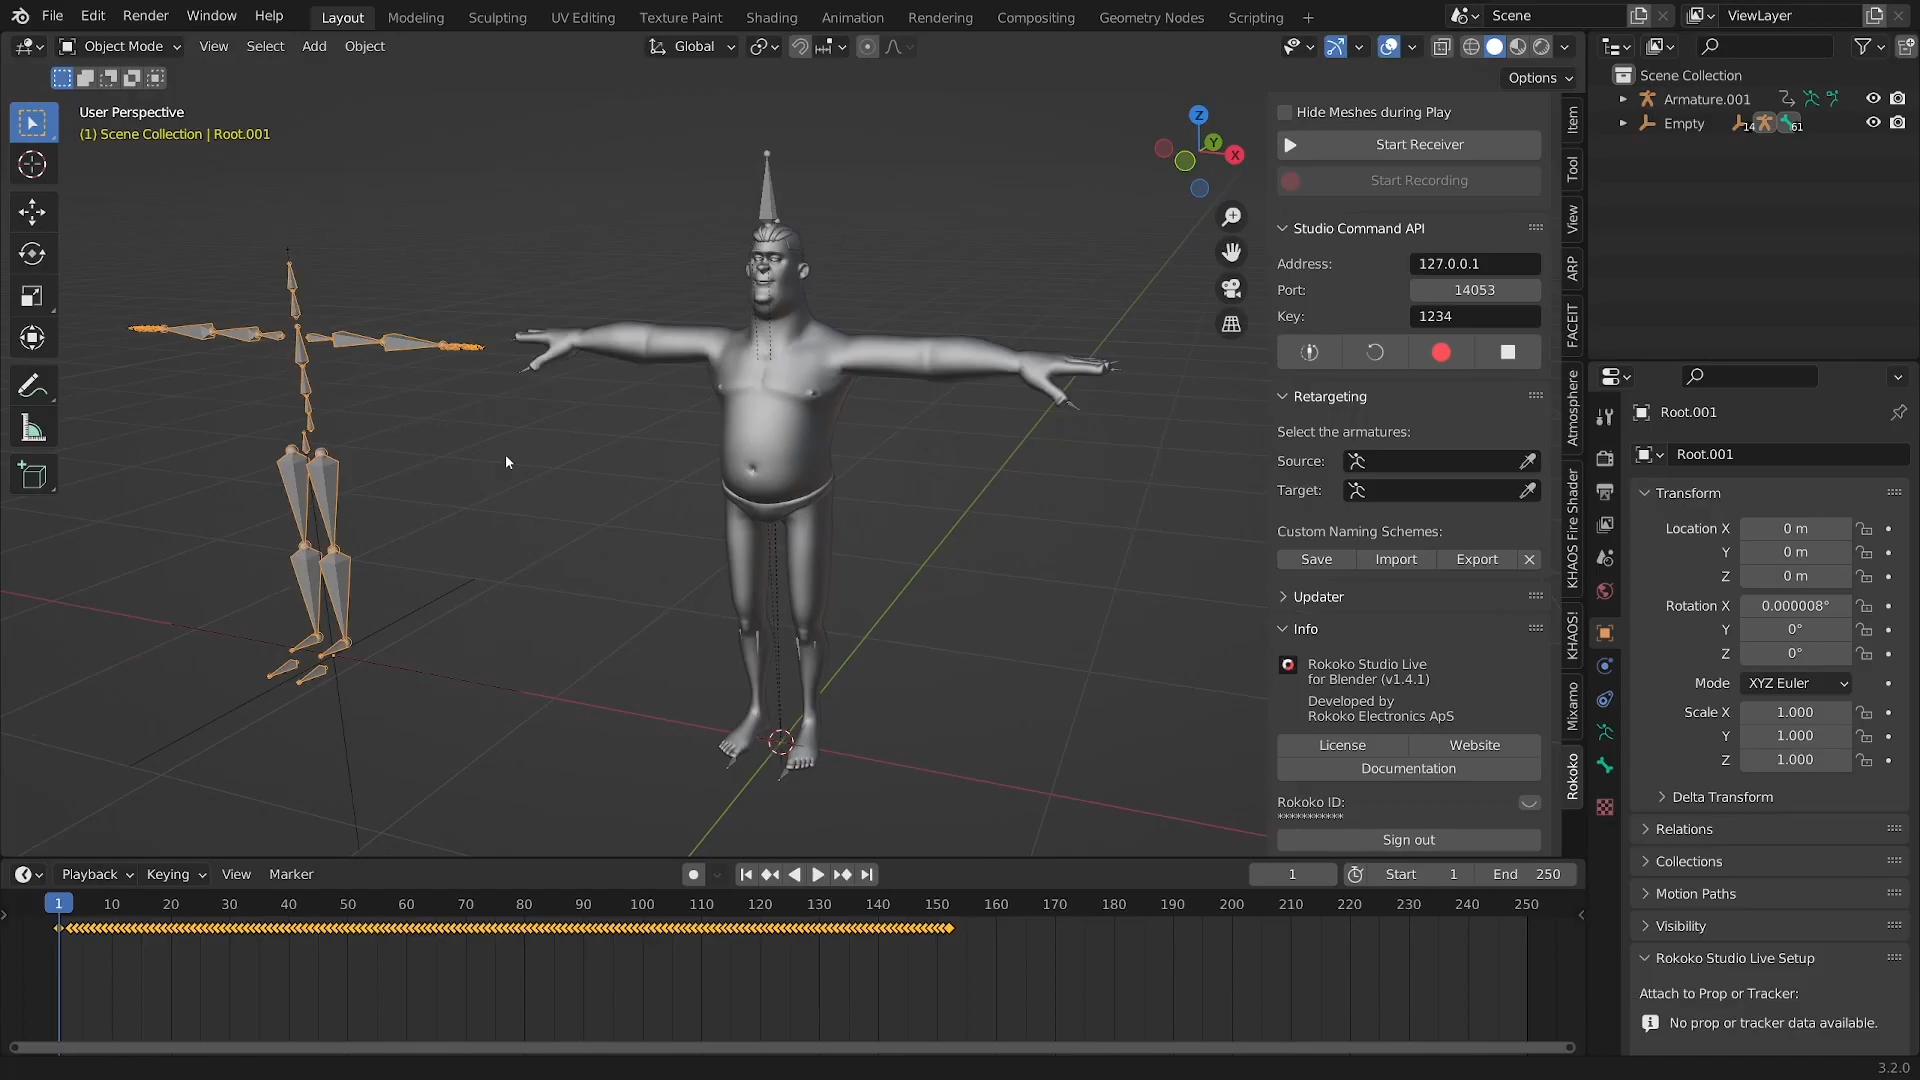 File Edit Render Window Help Layout Modeling Sculpting UV Editing Texture Paint Shading Animation Rendering Compositing Geometry Nodes Scripting + Scene ViewLayer
Object Mode View Select Add Object Global
Options
User Perspective
(1) Scene Collection | Root.001
Z
Y
X
Hide Meshes during Play
Start Receiver
Start Recording
Studio Command API
Address: 127.0.0.1
Port: 14053
Key: 1234
Retargeting
Select the armatures:
Source:
Target:
Custom Naming Schemes:
Save Import Export
Updater
Info
Rokoko Studio Live
for Blender (v1.4.1)
Developed by
Rokoko Electronics ApS
License Website
Documentation
Rokoko ID:
***********
Sign out
Item
Tool
View
ARP
FACEIT
Atmosphere
KHAOS Fire Shader
KHAOS!
Mixamo
Rokoko
Scene Collection
Armature.001
Empty 14 61
Root.001
Root.001
Transform
Location X 0 m
Y 0 m
Z 0 m
Rotation X 0.000008°
Y 0°
Z 0°
Mode XYZ Euler
Scale X 1.000
Y 1.000
Z 1.000
Delta Transform
Relations
Collections
Motion Paths
Visibility
Rokoko Studio Live Setup
Attach to Prop or Tracker:
No prop or tracker data available.
Playback Keying View Marker 1 Start 1 End 250
1 10 20 30 40 50 60 70 80 90 100 110 120 130 140 150 160 170 180 190 200 210 220 230 240 250
3.2.0